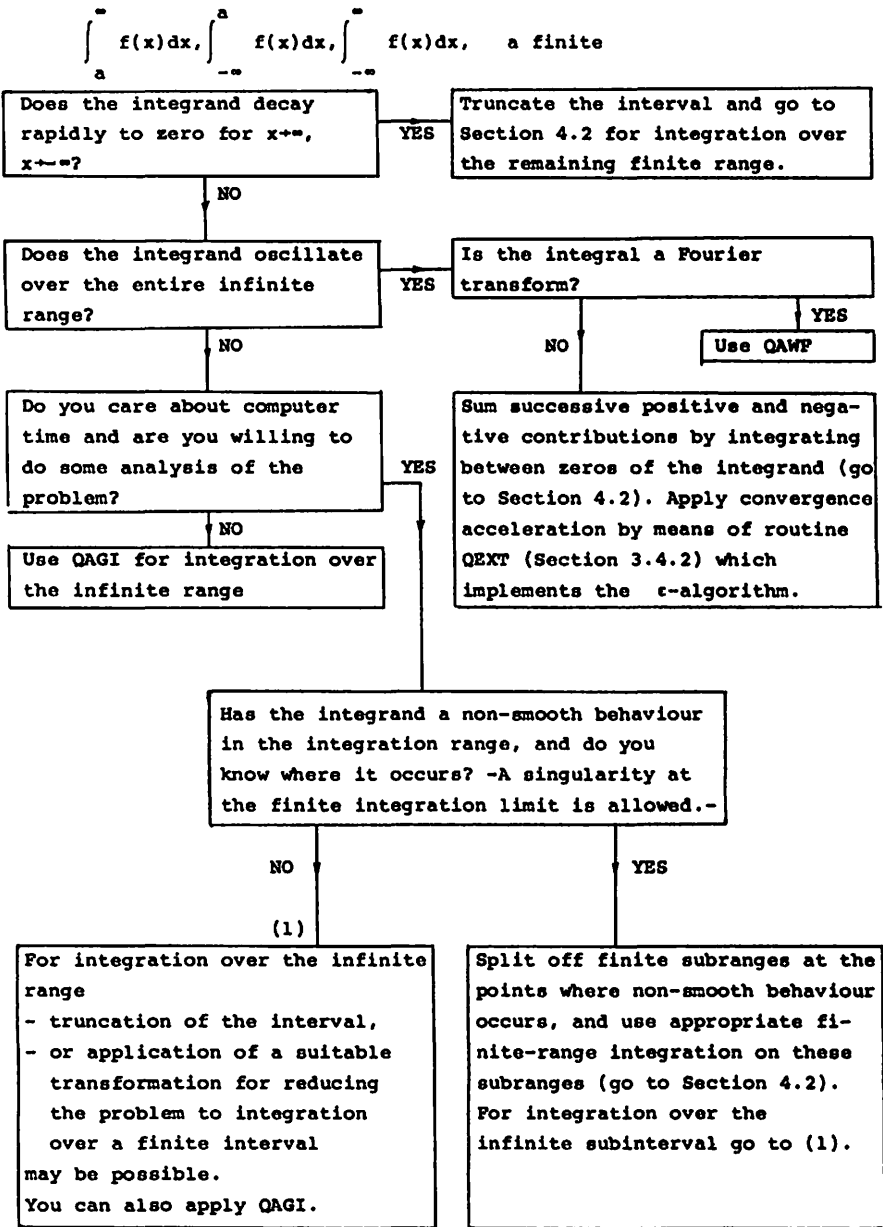 ∫_a^∞ f(x)dx, ∫_{-∞}^a f(x)dx, ∫_{-∞}^∞ f(x)dx, a finite
Does the integrand decay
rapidly to zero for x→∞,
x→-∞?
YES
Truncate the interval and go to
Section 4.2 for integration over
the remaining finite range.
NO
Does the integrand oscillate
over the entire infinite
range?
YES
Is the integral a Fourier
transform?
YES
Use QAWF
NO
Sum successive positive and nega-
tive contributions by integrating
between zeros of the integrand (go
to Section 4.2). Apply convergence
acceleration by means of routine
QEXT (Section 3.4.2) which
implements the ε-algorithm.
NO
Do you care about computer
time and are you willing to
do some analysis of the
problem?
YES
NO
Use QAGI for integration over
the infinite range
Has the integrand a non-smooth behaviour
in the integration range, and do you
know where it occurs? -A singularity at
the finite integration limit is allowed.-
NO
YES
(1)
For integration over the infinite
range
- truncation of the interval,
- or application of a suitable
transformation for reducing
the problem to integration
over a finite interval
may be possible.
You can also apply QAGI.
Split off finite subranges at the
points where non-smooth behaviour
occurs, and use appropriate fi-
nite-range integration on these
subranges (go to Section 4.2).
For integration over the
infinite subinterval go to (1).